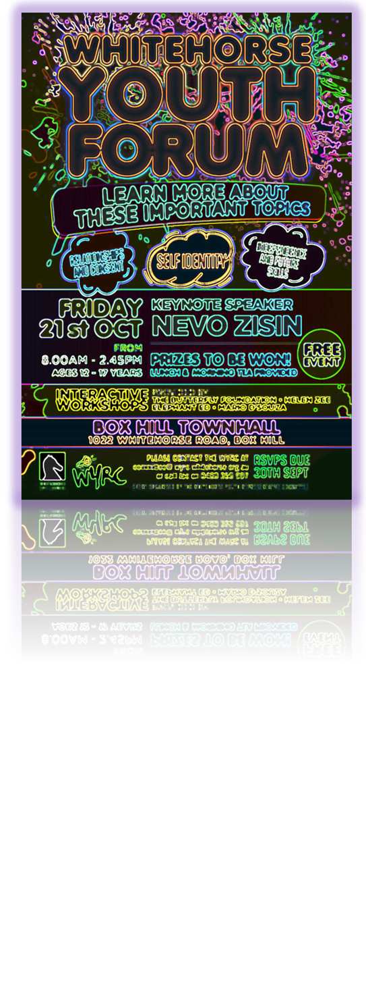 WHITEHORSE
YOUTH
FORUM
LEARN MORE ABOUT
THESE IMPORTANT TOPICS
RELATIONSHIPS
AND CONSENT
SELF IDENTITY
INDEPENDENCE
AND FUTURE
SKILLS
FRIDAY
21st OCT
FROM
8.00AM - 2.45PM
AGES 12 - 17 YEARS
KEYNOTE SPEAKER
NEVO ZISIN
PRIZES TO BE WON!
LUNCH & MORNING TEA PROVIDED
FREE
EVENT
INTERACTIVE
WORKSHOPS
THE BUTTERFLY FOUNDATION • HELEN ZEE
ELEPHANT ED • MARIO D'SOUZA
BOX HILL TOWNHALL
1022 WHITEHORSE ROAD, BOX HILL
WYRC
PLEASE CONTACT THE WYRC AT
RSVPS DUE
30TH SEPT